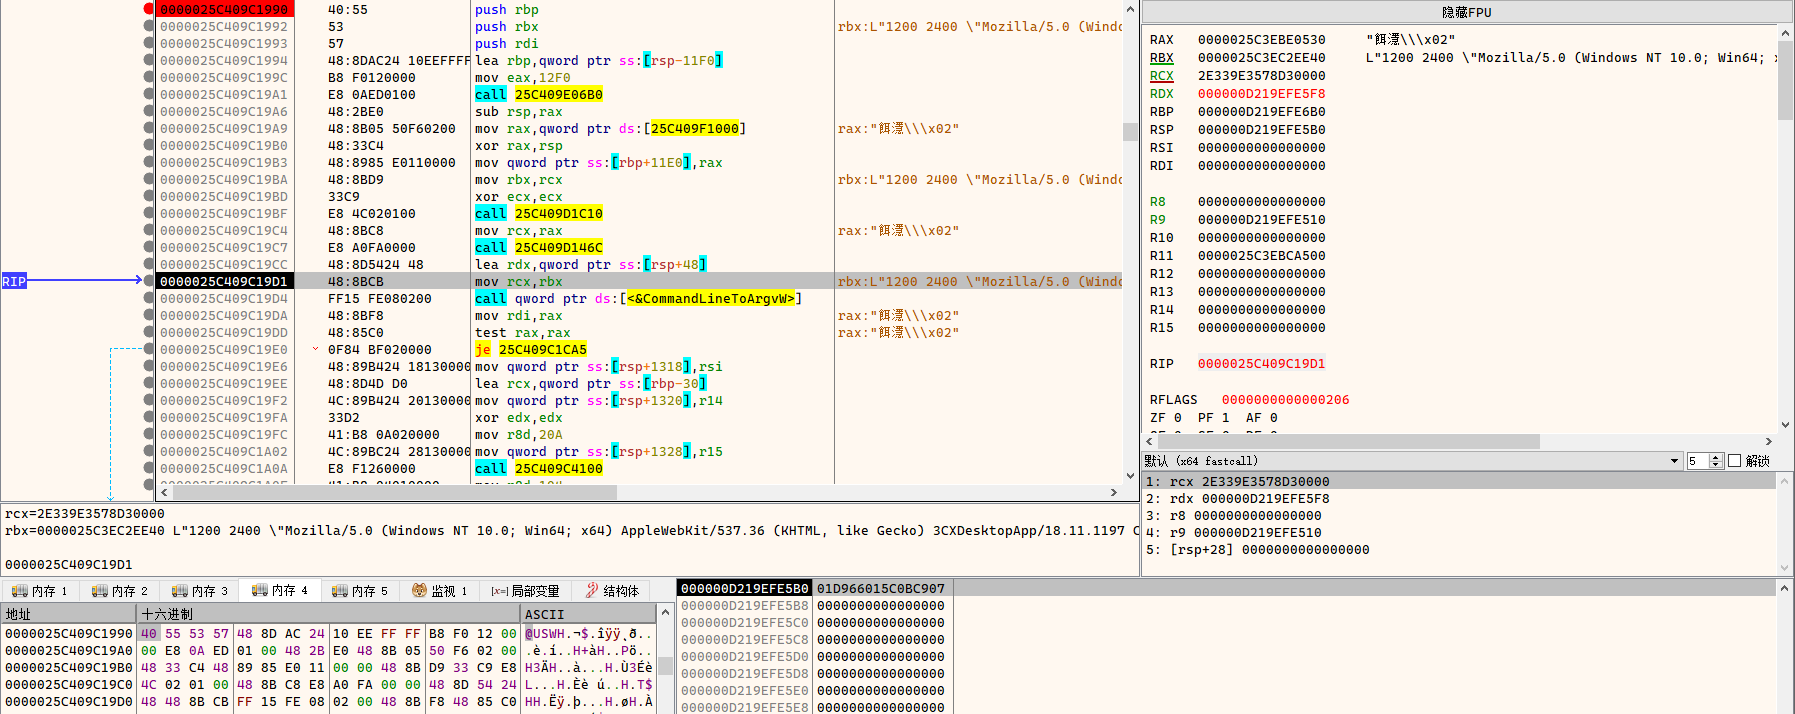 0000025C409C1990 40:55 push rbp
0000025C409C1992 53 push rbx rbx:L"1200 2400 \"Mozilla/5.0 (Windo
0000025C409C1993 57 push rdi
0000025C409C1994 48:8DAC24 10EEFFFF lea rbp,qword ptr ss:[rsp-11F0]
0000025C409C199C B8 F0120000 mov eax,12F0
0000025C409C19A1 E8 0AED0100 call 25C409E06B0
0000025C409C19A6 48:2BE0 sub rsp,rax
0000025C409C19A9 48:8B05 50F60200 mov rax,qword ptr ds:[25C409F1000] rax:"餌澐\\\x02"
0000025C409C19B0 48:33C4 xor rax,rsp
0000025C409C19B3 48:8985 E0110000 mov qword ptr ss:[rbp+11E0],rax
0000025C409C19BA 48:8BD9 mov rbx,rcx rbx:L"1200 2400 \"Mozilla/5.0 (Windo
0000025C409C19BD 33C9 xor ecx,ecx
0000025C409C19BF E8 4C020100 call 25C409D1C10
0000025C409C19C4 48:8BC8 mov rcx,rax rax:"餌澐\\\x02"
0000025C409C19C7 E8 A0FA0000 call 25C409D146C
0000025C409C19CC 48:8D5424 48 lea rdx,qword ptr ss:[rsp+48]
RIP 0000025C409C19D1 48:8BCB mov rcx,rbx rbx:L"1200 2400 \"Mozilla/5.0 (Windo
0000025C409C19D4 FF15 FE080200 call qword ptr ds:[<&CommandLineToArgvW>]
0000025C409C19DA 48:8BF8 mov rdi,rax rax:"餌澐\\\x02"
0000025C409C19DD 48:85C0 test rax,rax rax:"餌澐\\\x02"
0000025C409C19E0 0F84 BF020000 je 25C409C1CA5
0000025C409C19E6 48:89B424 18130000 mov qword ptr ss:[rsp+1318],rsi
0000025C409C19EE 48:8D4D D0 lea rcx,qword ptr ss:[rbp-30]
0000025C409C19F2 4C:89B424 20130000 mov qword ptr ss:[rsp+1320],r14
0000025C409C19FA 33D2 xor edx,edx
0000025C409C19FC 41:B8 0A020000 mov r8d,20A
0000025C409C1A02 4C:89BC24 28130000 mov qword ptr ss:[rsp+1328],r15
0000025C409C1A0A E8 F1260000 call 25C409C4100
rcx=2E339E3578D30000
rbx=0000025C3EC2EE40 L"1200 2400 \"Mozilla/5.0 (Windows NT 10.0; Win64; x64) AppleWebKit/537.36 (KHTML, like Gecko) 3CXDesktopApp/18.11.1197 C
0000025C409C19D1
隐藏FPU
RAX 0000025C3EBE0530 "餌澐\\\x02"
RBX 0000025C3EC2EE40 L"1200 2400 \"Mozilla/5.0 (Windows NT 10.0; Win64; x
RCX 2E339E3578D30000
RDX 000000D219EFE5F8
RBP 000000D219EFE6B0
RSP 000000D219EFE5B0
RSI 0000000000000000
RDI 0000000000000000
R8 0000000000000000
R9 000000D219EFE510
R10 0000000000000000
R11 0000025C3EBCA500
R12 0000000000000000
R13 0000000000000000
R14 0000000000000000
R15 0000000000000000
RIP 0000025C409C19D1
RFLAGS 0000000000000206
ZF 0 PF 1 AF 0
默认 (x64 fastcall) 5 解锁
1: rcx 2E339E3578D30000
2: rdx 000000D219EFE5F8
3: r8 0000000000000000
4: r9 000000D219EFE510
5: [rsp+28] 0000000000000000
内存 1 内存 2 内存 3 内存 4 内存 5 监视 1 [x=] 局部变量 结构体
地址 十六进制 ASCII
0000025C409C1990 40 55 53 57 48 8D AC 24 10 EE FF FF B8 F0 12 00 @USWH.¬$.îÿÿ¸ð..
0000025C409C19A0 00 E8 0A ED 01 00 48 2B E0 48 8B 05 50 F6 02 00 .è.í..H+àH..Pö..
0000025C409C19B0 48 33 C4 48 89 85 E0 11 00 00 48 8B D9 33 C9 E8 H3ÄH..à...H.Ù3Éè
0000025C409C19C0 4C 02 01 00 48 8B C8 E8 A0 FA 00 00 48 8D 54 24 L...H.Èè ú..H.T$
0000025C409C19D0 48 48 8B CB FF 15 FE 08 02 00 48 8B F8 48 85 C0 HH.Ëÿ.þ...H.øH.À
000000D219EFE5B0 01D966015C0BC907
000000D219EFE5B8 0000000000000000
000000D219EFE5C0 0000000000000000
000000D219EFE5C8 0000000000000000
000000D219EFE5D0 0000000000000000
000000D219EFE5D8 0000000000000000
000000D219EFE5E0 0000000000000000
000000D219EFE5E8 0000000000000000